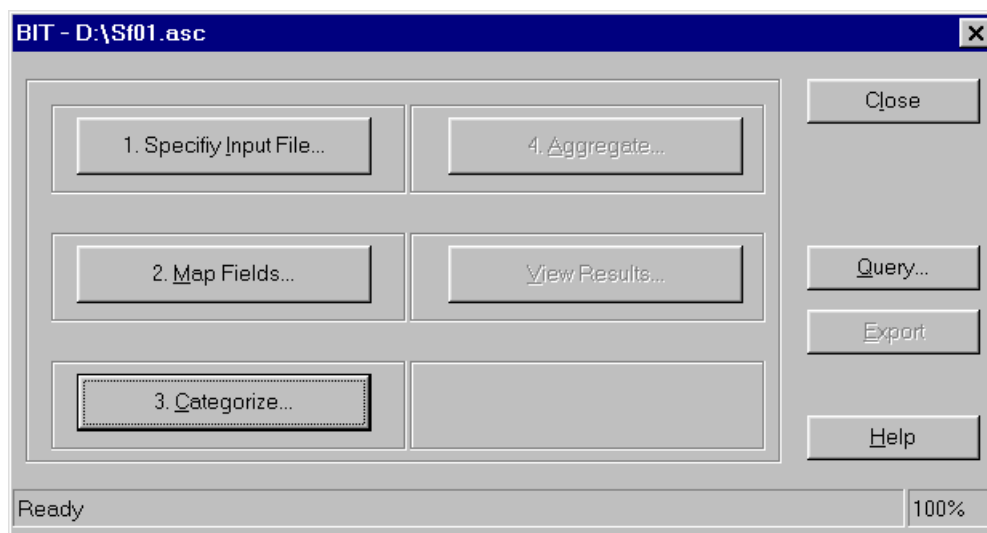 BIT - D:\Sf01.asc
1. Specifiy Input File...
4. Aggregate...
Close
2. Map Fields...
View Results...
Query...
Export
3. Categorize...
Help
Ready
100%